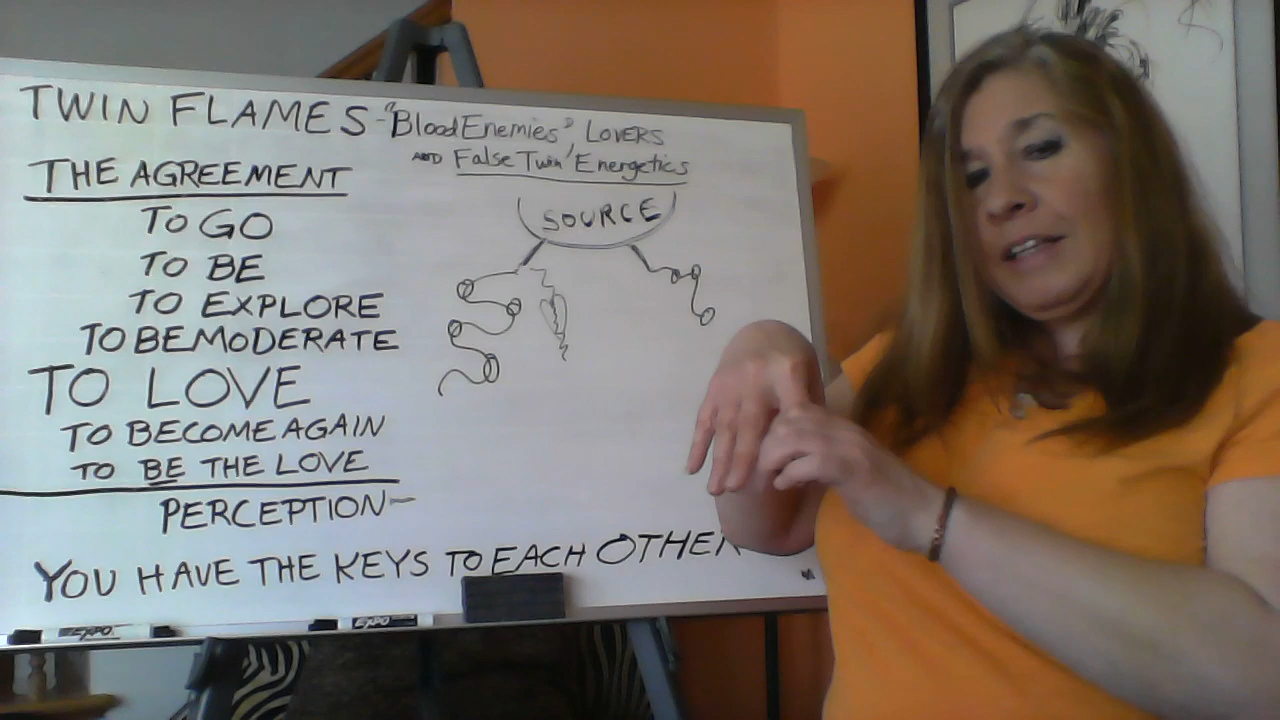 TWIN FLAMES - "Blood Enemies" LOVERS
AND False Twin' Energetics
THE AGREEMENT
TO GO
TO BE
TO EXPLORE
TO BE MODERATE
TO LOVE
TO BECOME AGAIN
TO BE THE LOVE
PERCEPTION-
SOURCE
YOU HAVE THE KEYS TO EACH OTHER
EXPO
EXPO